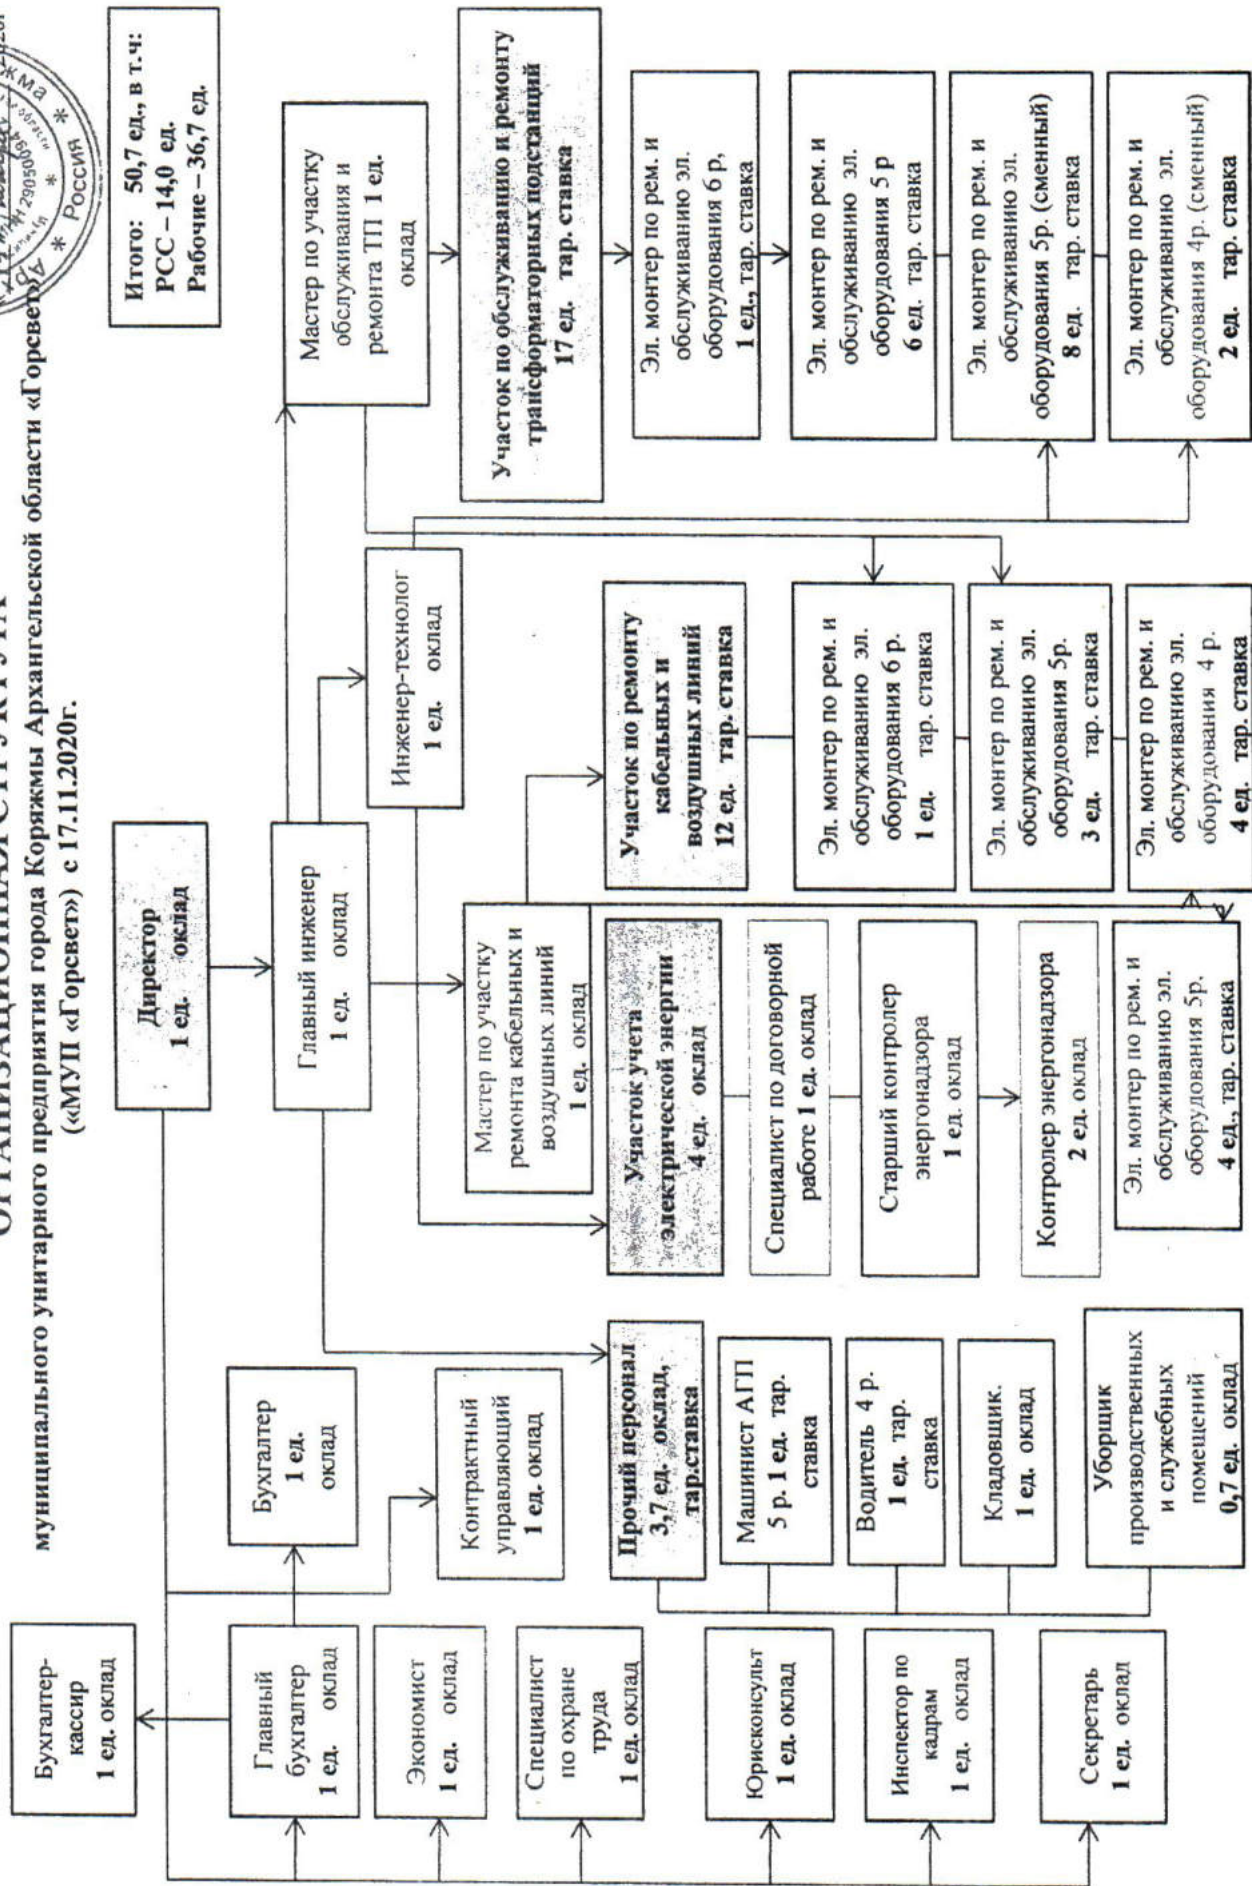 ОРГАНИЗАЦИОННАЯ СТРУКТУРА
муниципального унитарного предприятия города Коряжмы Архангельской области «Горсвет»
(«МУП «Горсвет») с 17.11.2020г.
Россия
Итого: 50,7 ед., в т.ч:
РСС – 14,0 ед.
Рабочие – 36,7 ед.
Директор
1 ед. оклад
Бухгалтер-
кассир
1 ед. оклад
Главный
бухгалтер
1 ед. оклад
Бухгалтер
1 ед.
оклад
Главный инженер
1 ед. оклад
Инженер-технолог
1 ед. оклад
Мастер по участку
обслуживания и
ремонта ТП 1 ед.
оклад
Экономист
1 ед. оклад
Контрактный
управляющий
1 ед. оклад
Мастер по участку
ремонта кабельных и
воздушных линий
1 ед. оклад
Участок по обслуживанию и ремонту
трансформаторных подстанций
17 ед. тар. ставка
Специалист
по охране
труда
1 ед. оклад
Юрисконсульт
1 ед. оклад
Инспектор по
кадрам
1 ед. оклад
Секретарь
1 ед. оклад
Прочий персонал
3,7 ед. оклад,
тар.ставка
Машинист АГП
5 р. 1 ед. тар.
ставка
Водитель 4 р.
1 ед. тар.
ставка
Кладовщик.
1 ед. оклад
Уборщик
производственных
и служебных
помещений
0,7 ед. оклад
Участок учета
электрической энергии
4 ед. оклад
Специалист по договорной
работе 1 ед. оклад
Старший контролер
энергонадзора
1 ед. оклад
Контролер энергонадзора
2 ед. оклад
Эл. монтер по рем. и
обслуживанию эл.
оборудования 5р.
4 ед., тар. ставка
Участок по ремонту
кабельных и
воздушных линий
12 ед. тар. ставка
Эл. монтер по рем. и
обслуживанию эл.
оборудования 6 р.
1 ед. тар. ставка
Эл. монтер по рем. и
обслуживанию эл.
оборудования 5р.
3 ед. тар. ставка
Эл. монтер по рем. и
обслуживанию эл.
оборудования 4 р.
4 ед. тар. ставка
Эл. монтер по рем. и
обслуживанию эл.
оборудования 6 р,
1 ед., тар. ставка
Эл. монтер по рем. и
обслуживанию эл.
оборудования 5 р
6 ед. тар. ставка
Эл. монтер по рем. и
обслуживанию эл.
оборудования 5р. (сменный)
8 ед. тар. ставка
Эл. монтер по рем. и
обслуживанию эл.
оборудования 4р. (сменный)
2 ед. тар. ставка